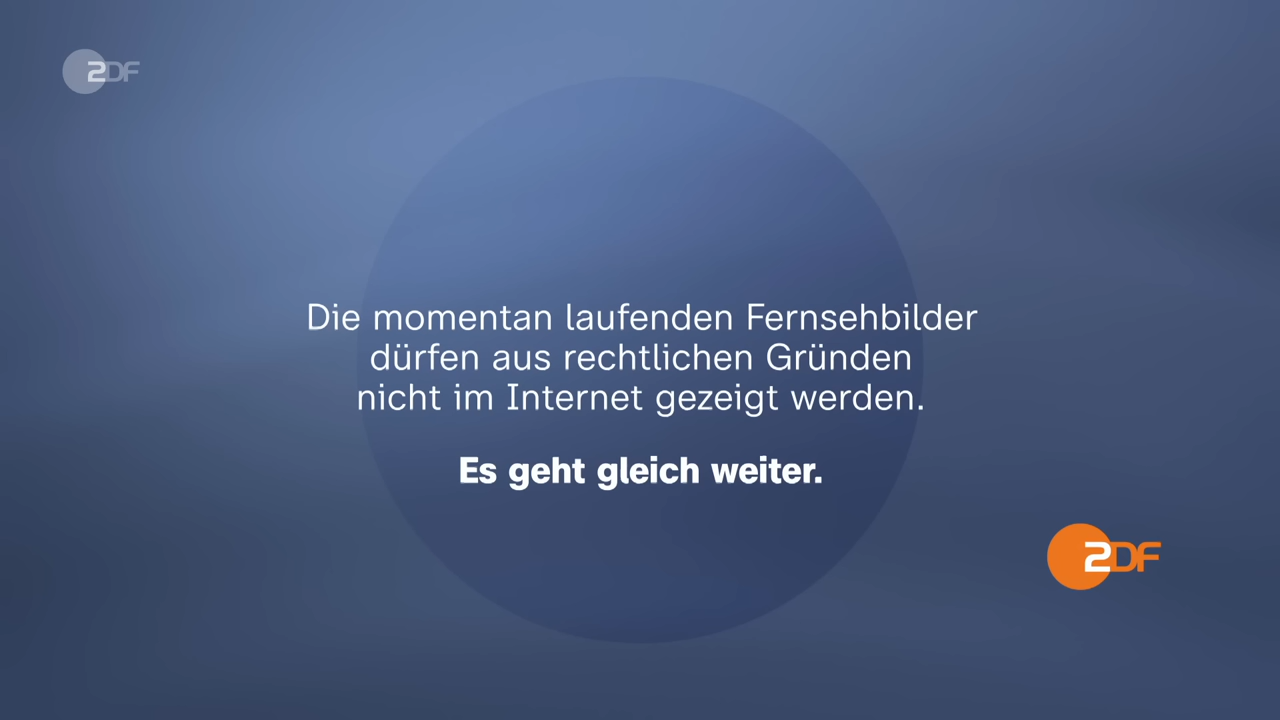 ZDF
Die momentan laufenden Fernsehbilder
dürfen aus rechtlichen Gründen
nicht im Internet gezeigt werden.
Es geht gleich weiter.
ZDF